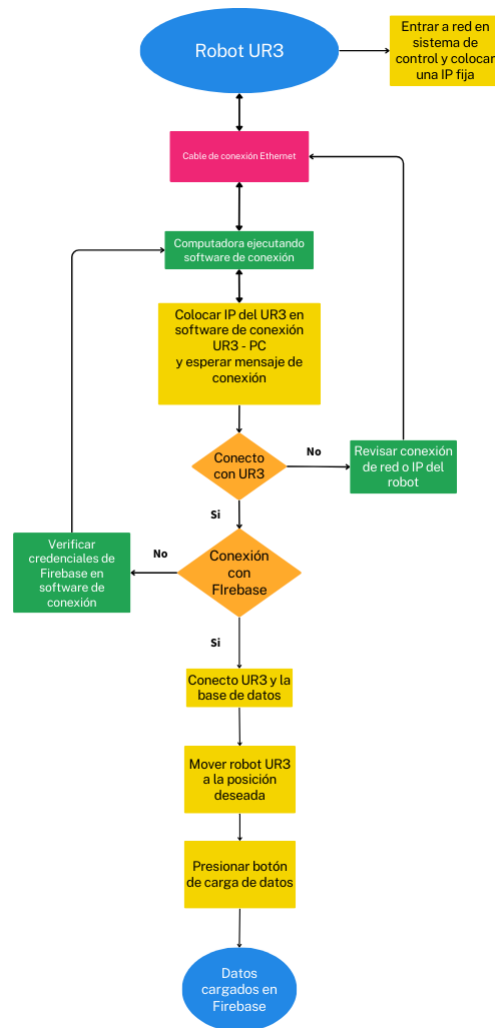 Robot UR3
Entrar a red en
sistema de
control y colocar
una IP fija
Cable de conexión Ethernet
Computadora ejecutando
software de conexión
Colocar IP del UR3 en
software de conexión
UR3 - PC
y esperar mensaje de
conexión
Conecto
con UR3
No
Revisar conexión
de red o IP del
robot
Si
Verificar
credenciales de
FIrebase en
software de
conexión
No
Conexión
con
FIrebase
Si
Conecto UR3 y la
base de datos
Mover robot UR3
a la posición
deseada
Presionar botón
de carga de datos
Datos
cargados en
Firebase